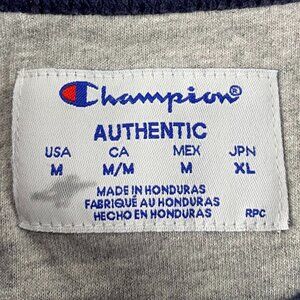 Champion®
AUTHENTIC
USA CA MEX JPN
M M/M M XL
MADE IN HONDURAS
FABRIQUÉ AU HONDURAS
HECHO EN HONDURAS RPC